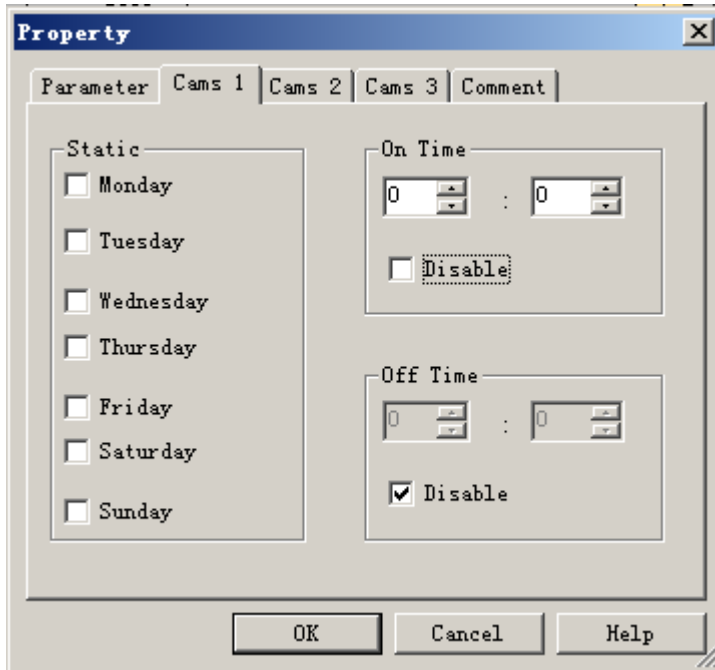 Property
Parameter Cams 1 Cams 2 Cams 3 Comment
Static
Monday
Tuesday
Wednesday
Thursday
Friday
Saturday
Sunday
On Time
0 : 0
Disable
Off Time
0 : 0
Disable
OK Cancel Help